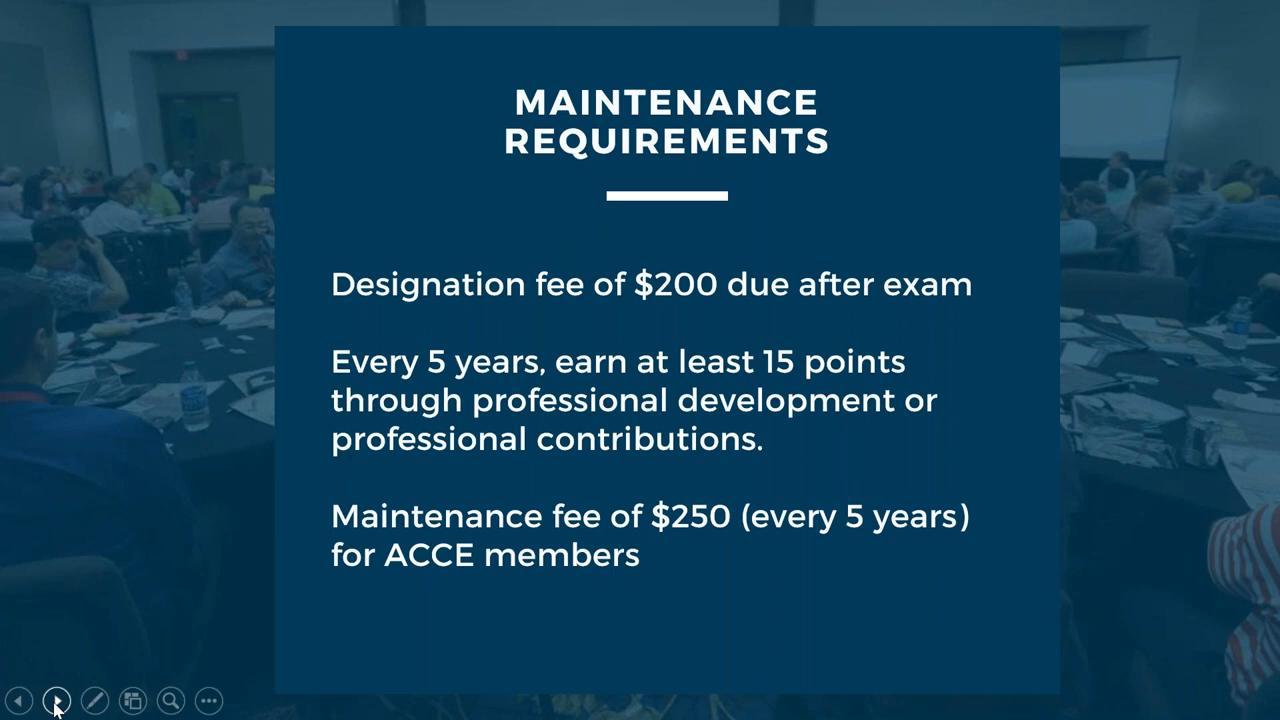 MAINTENANCE
REQUIREMENTS
Designation fee of $200 due after exam
Every 5 years, earn at least 15 points
through professional development or
professional contributions.
Maintenance fee of $250 (every 5 years)
for ACCE members